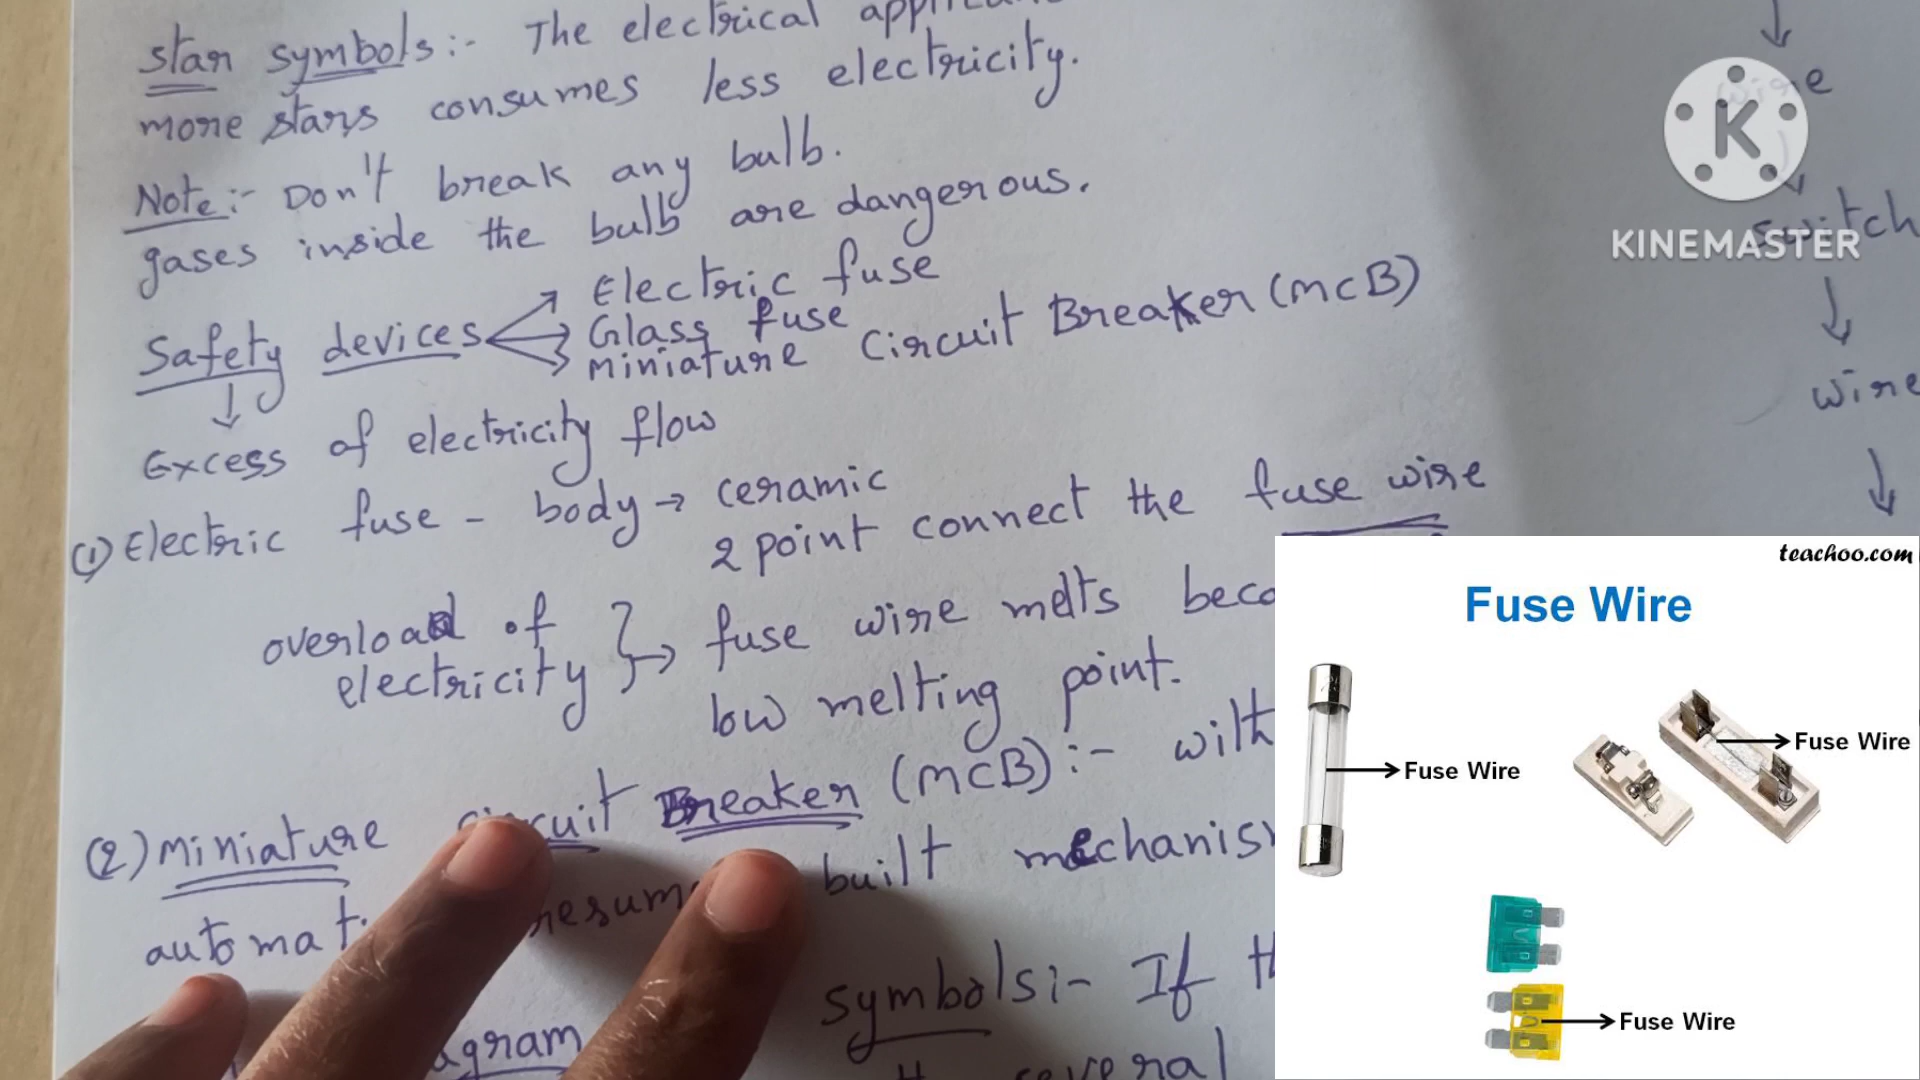 star symbols:- The electrical
more stars consumes less electricity.
Note:- Don't break any bulb.
gases inside the bulb are dangerous.
Safety devices
Electric fuse
Glass fuse
miniature circuit Breaker (MCB)
Excess of electricity flow
(1) Electric fuse - body → ceramic
2 point connect the fuse wire
overload of
electricity
} → fuse wire melts
low melting point.
(2) Miniature circuit Breaker (MCB):-
built
symbols:- If
wire
switch
wire
K
KINEMASTER
teachoo.com
Fuse Wire
Fuse Wire
Fuse Wire
Fuse Wire